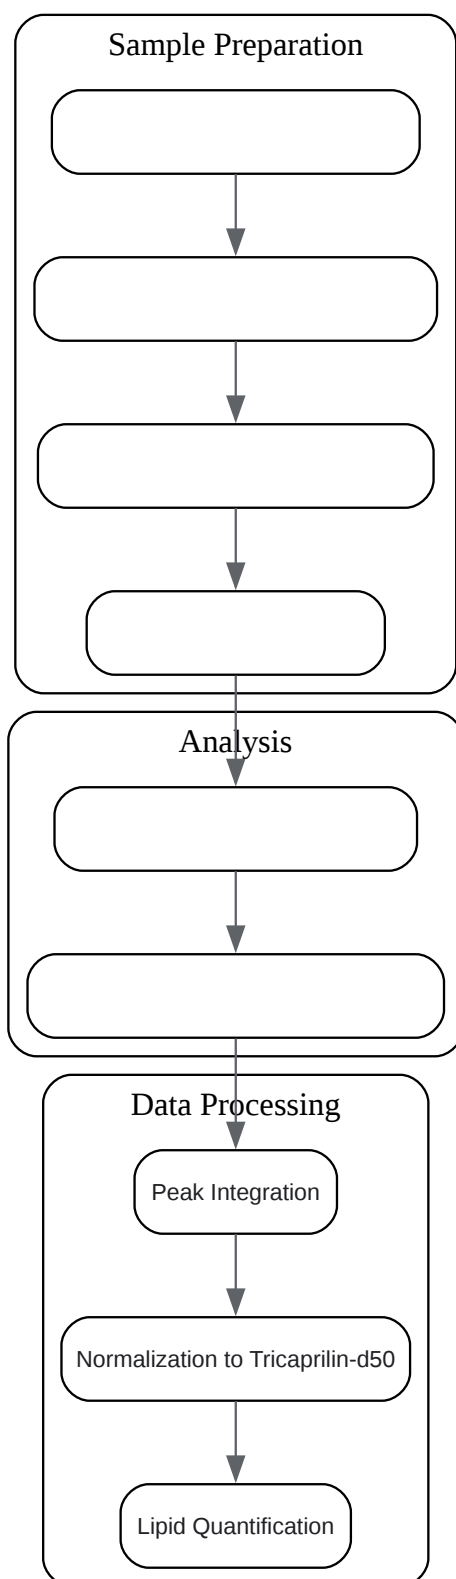 Sample Preparation
Analysis
Data Processing
Peak Integration
Normalization to Tricaprilin-d50
Lipid Quantification